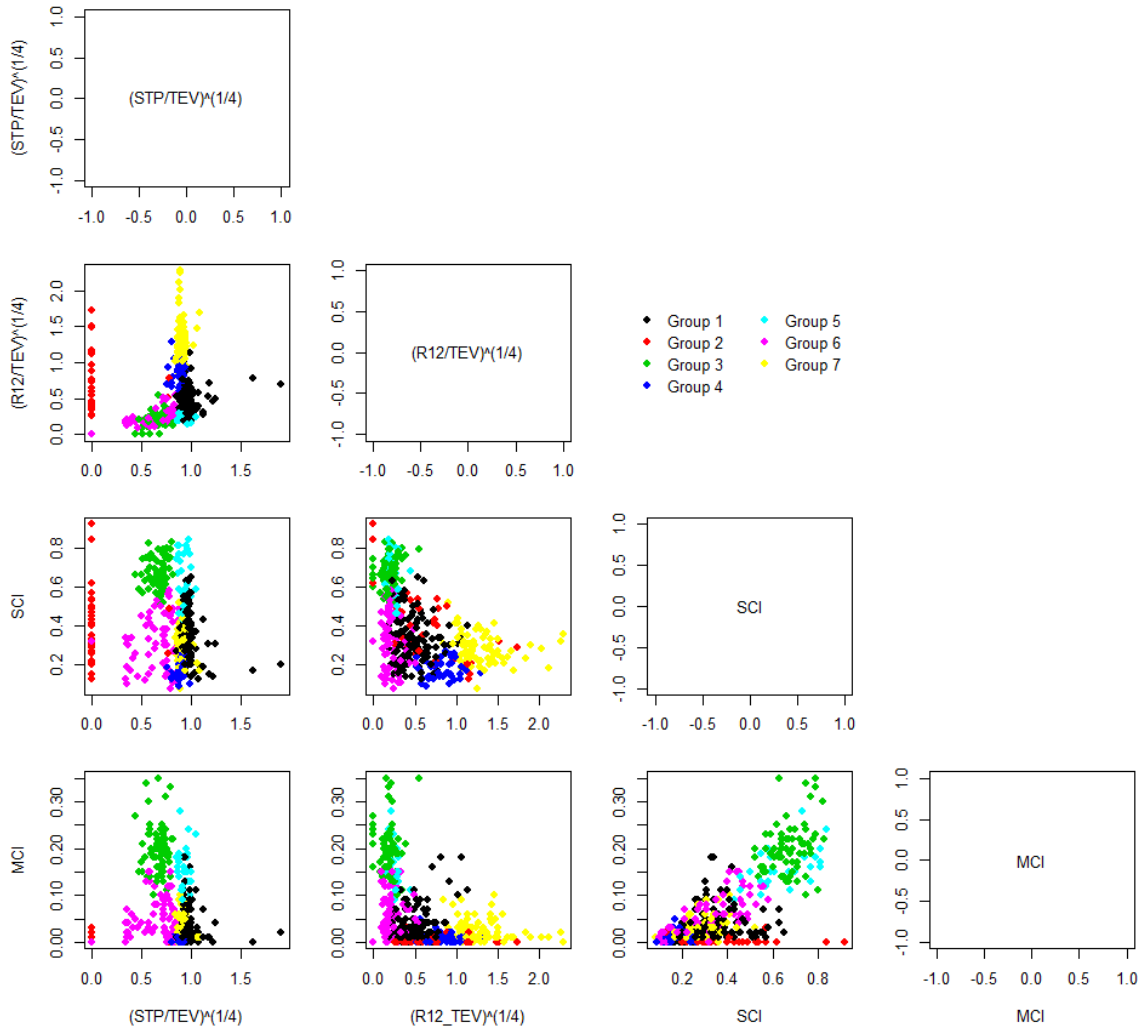 (STP/TEV)^(1/4)
1.0
0.5
0.0
-0.5
-1.0
(STP/TEV)^(1/4)
-1.0 -0.5 0.0 0.5 1.0
(R12/TEV)^(1/4)
2.0
1.5
1.0
0.5
0.0
0.0 0.5 1.0 1.5
1.0
0.5
0.0
-0.5
-1.0
(R12/TEV)^(1/4)
-1.0 -0.5 0.0 0.5 1.0
Group 1
Group 2
Group 3
Group 4
Group 5
Group 6
Group 7
SCI
0.8
0.6
0.4
0.2
0.0 0.5 1.0 1.5
0.0 0.5 1.0 1.5 2.0
1.0
0.5
0.0
-0.5
-1.0
SCI
-1.0 -0.5 0.0 0.5 1.0
MCI
0.30
0.20
0.10
0.00
0.0 0.5 1.0 1.5
(STP/TEV)^(1/4)
0.30
0.20
0.10
0.00
0.0 0.5 1.0 1.5 2.0
(R12_TEV)^(1/4)
0.30
0.20
0.10
0.00
0.2 0.4 0.6 0.8
SCI
1.0
0.5
0.0
-0.5
-1.0
MCI
-1.0 -0.5 0.0 0.5 1.0
MCI